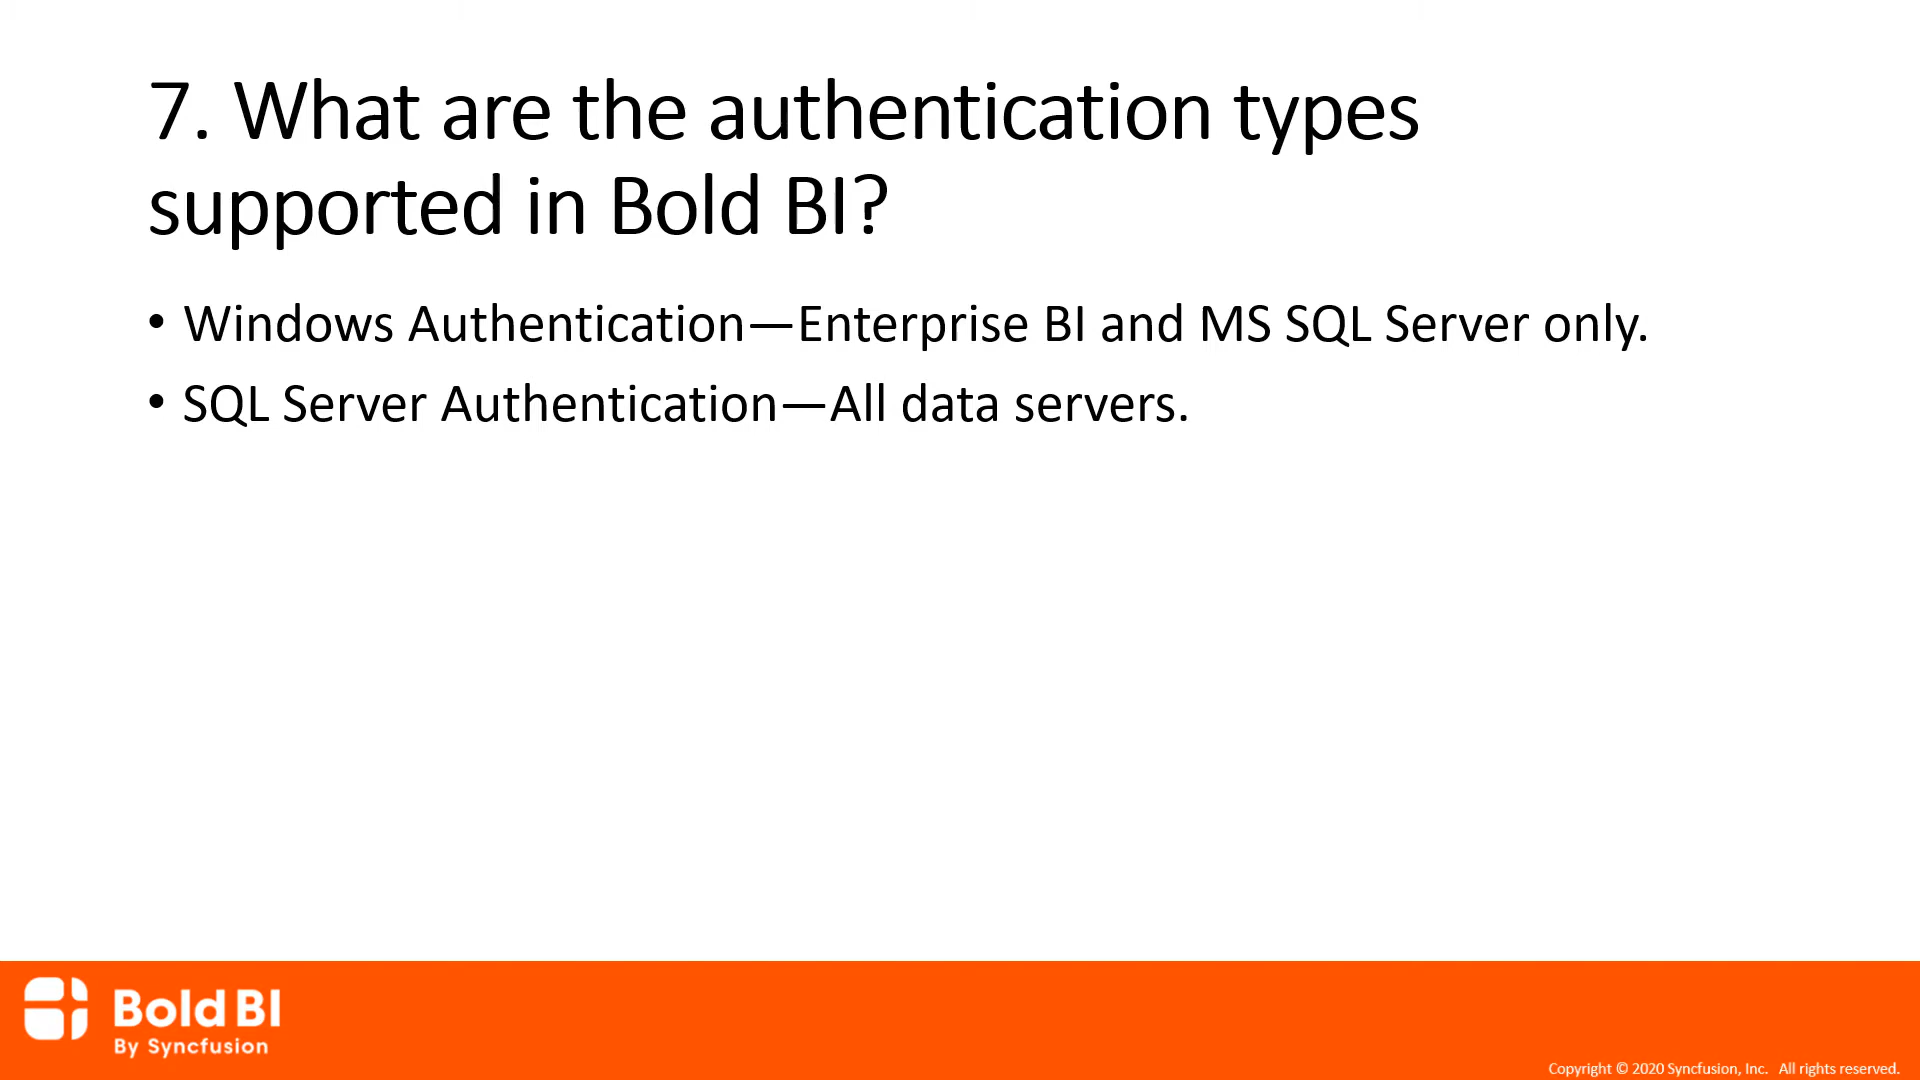 7. What are the authentication types
supported in Bold BI?
• Windows Authentication—Enterprise BI and MS SQL Server only.
• SQL Server Authentication—All data servers.
Bold BI
By Syncfusion
Copyright © 2020 Syncfusion, Inc. All rights reserved.